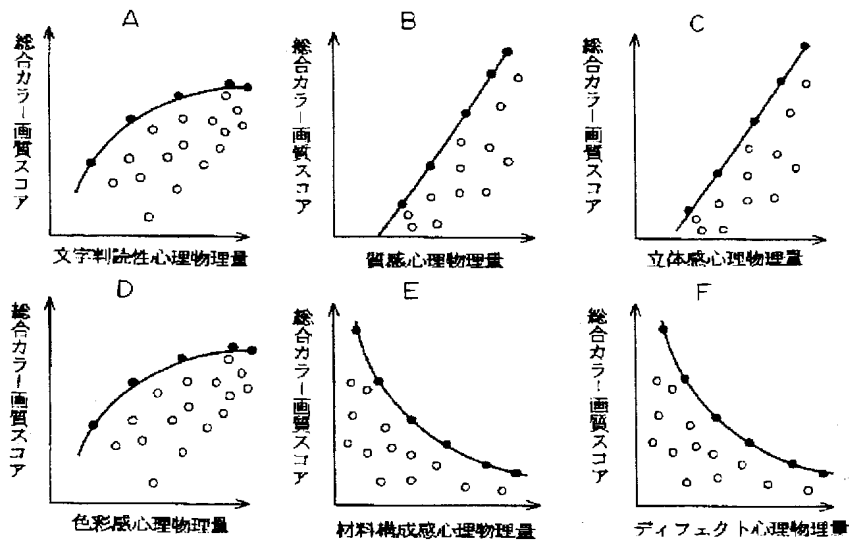 A
総合カラー画質スコア
文字判読性心理物理量
B
総合カラー画質スコア
質感心理物理量
C
総合カラー画質スコア
立体感心理物理量
D
総合カラー画質スコア
色彩感心理物理量
E
総合カラー画質スコア
材料構成感心理物理量
F
総合カラー画質スコア
ディフェクト心理物理量